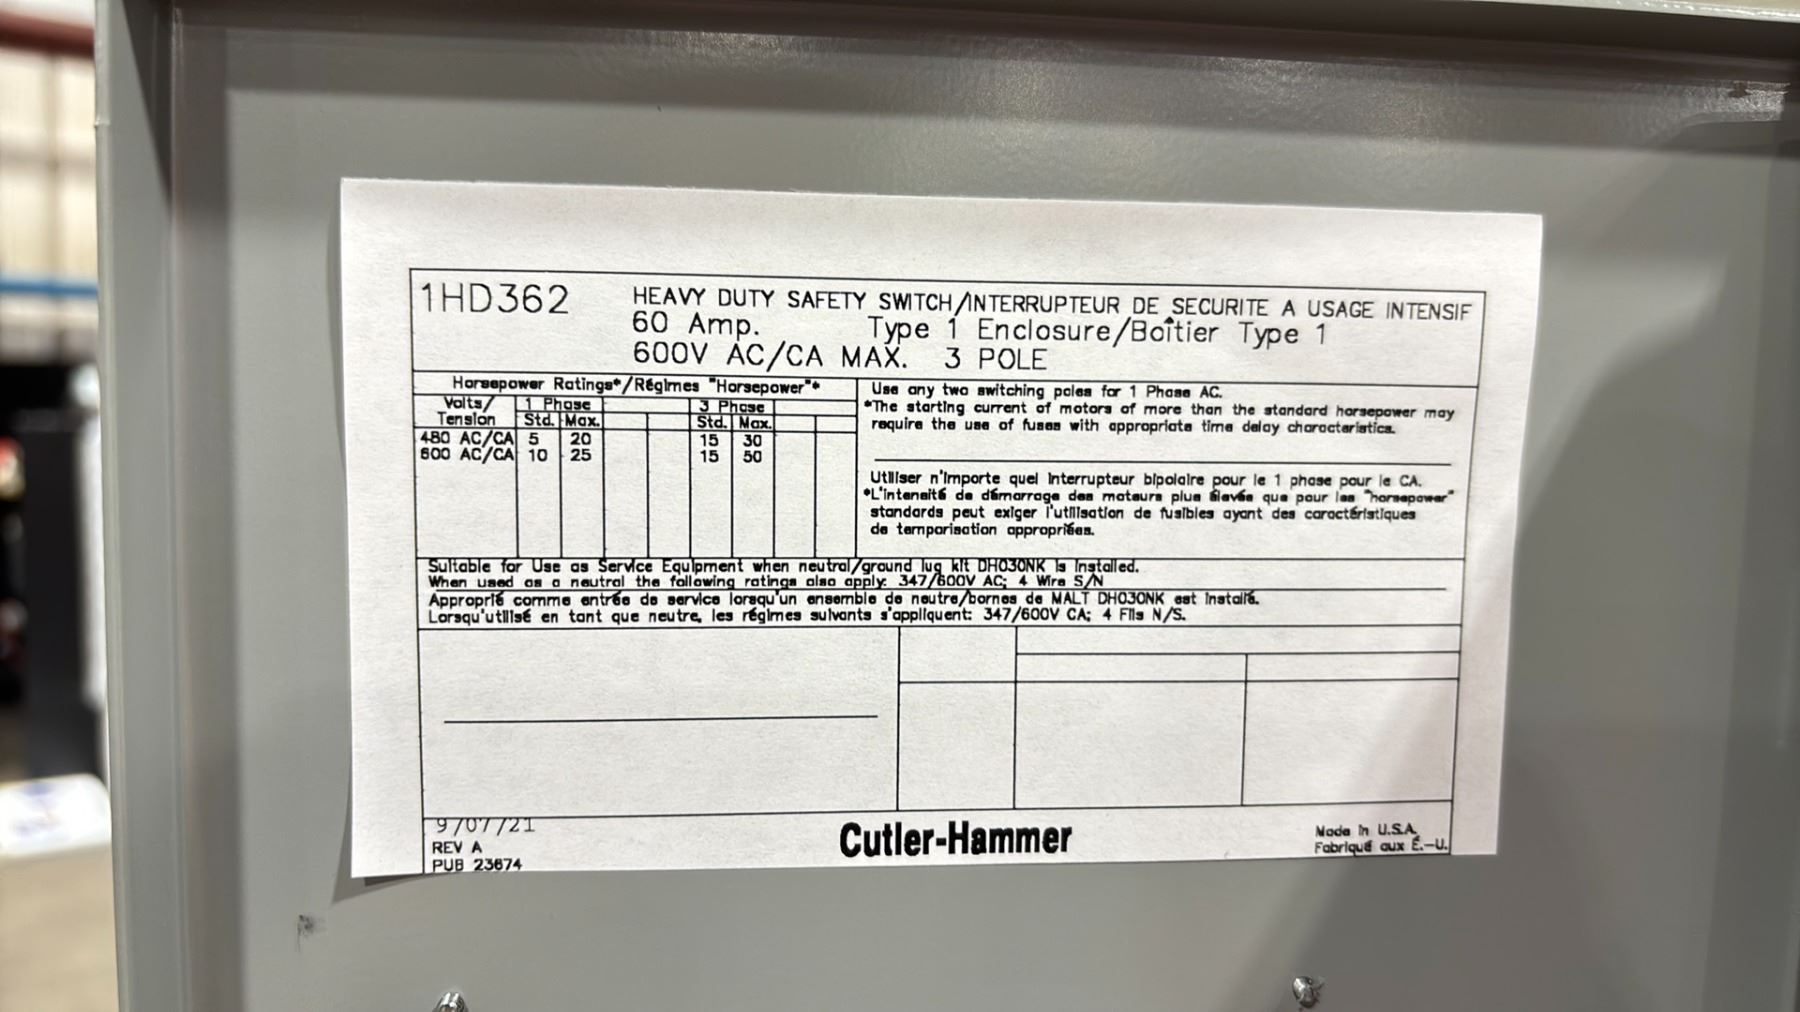 1HD362
HEAVY DUTY SAFETY SWITCH/INTERRUPTEUR DE SECURITE A USAGE INTENSIF
60 Amp. Type 1 Enclosure/Boîtier Type 1
600V AC/CA MAX. 3 POLE
Horsepower Ratings*/Régimes "Horsepower"*
Volts/ 1 Phase 3 Phase
Tension Std. Max. Std. Max.
480 AC/CA 5 20 15 30
600 AC/CA 10 25 15 50
Use any two switching poles for 1 Phase AC.
*The starting current of motors of more than the standard horsepower may
require the use of fuses with appropriate time delay characteristics.
Utiliser n'importe quel interrupteur bipolaire pour le 1 phase pour le CA.
*L'intensité de démarrage des moteurs plus élevés que pour les "horsepower"
standards peut exiger l'utilisation de fusibles ayant des caractéristiques
de temporisation appropriées.
Suitable for Use as Service Equipment when neutral/ground lug kit DH030NK is installed.
When used as a neutral the following ratings also apply: 347/600V AC; 4 Wire S/N
Approprié comme entrée de service lorsqu'un ensemble de neutre/bornes de MALT DH030NK est installé.
Lorsqu'utilisé en tant que neutre, les régimes suivants s'appliquent: 347/600V CA; 4 Fils N/S.
9/07/21
REV A
PUB 23674
Cutler-Hammer
Made in U.S.A.
Fabriqué aux É.-U.